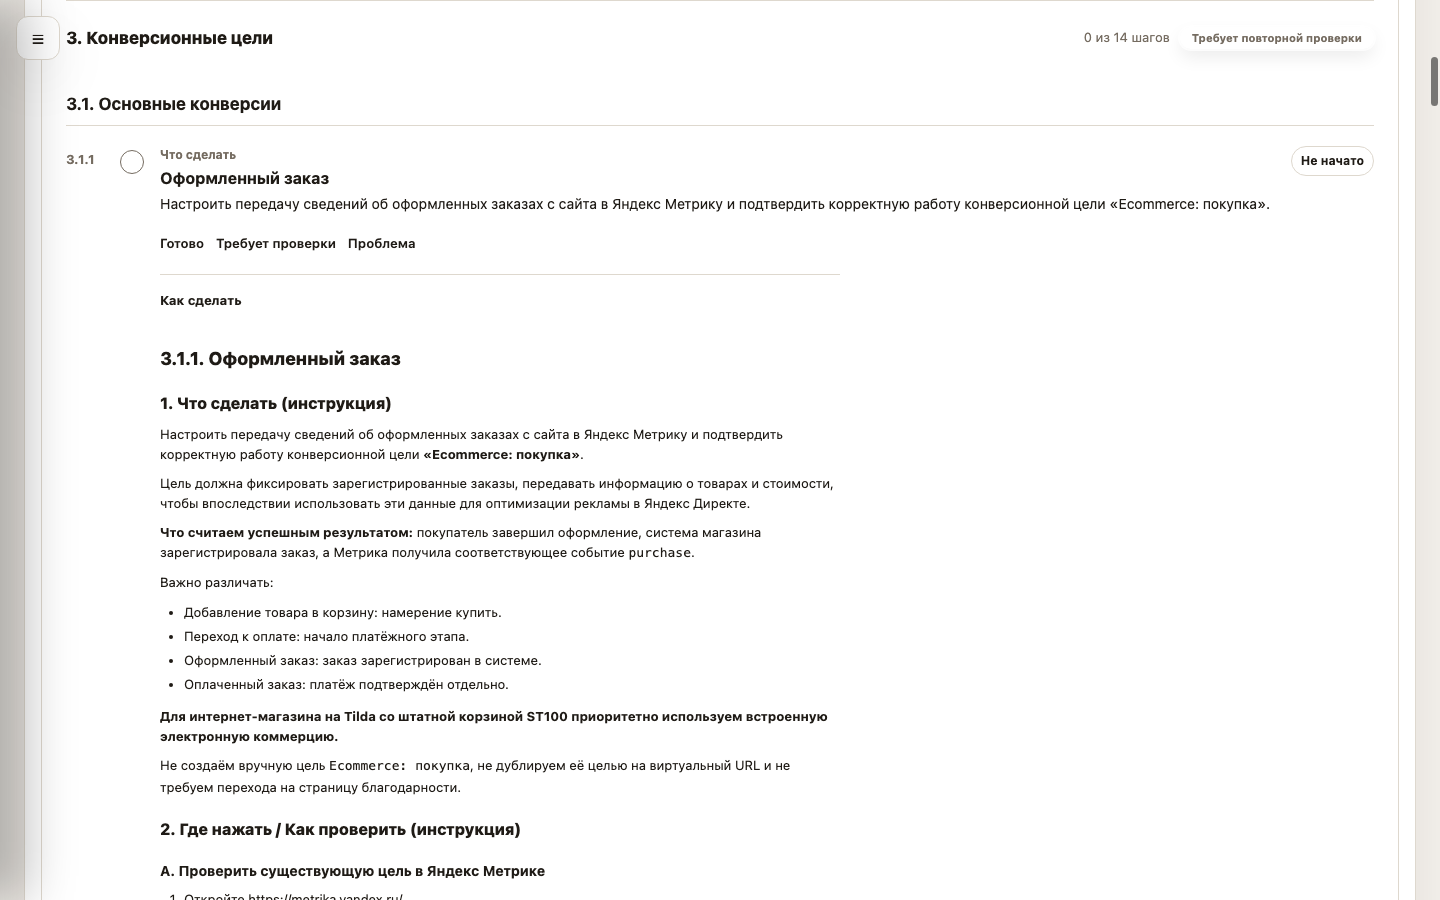 ☰
3. Конверсионные цели
0 из 14 шагов
Требует повторной проверки
3.1. Основные конверсии
3.1.1
Что сделать
Не начато
Оформленный заказ
Настроить передачу сведений об оформленных заказах с сайта в Яндекс Метрику и подтвердить корректную работу конверсионной цели «Ecommerce: покупка».
Готово Требует проверки Проблема
Как сделать
3.1.1. Оформленный заказ
1. Что сделать (инструкция)
Настроить передачу сведений об оформленных заказах с сайта в Яндекс Метрику и подтвердить
корректную работу конверсионной цели «Ecommerce: покупка».
Цель должна фиксировать зарегистрированные заказы, передавать информацию о товарах и стоимости,
чтобы впоследствии использовать эти данные для оптимизации рекламы в Яндекс Директе.
Что считаем успешным результатом: покупатель завершил оформление, система магазина
зарегистрировала заказ, а Метрика получила соответствующее событие purchase.
Важно различать:
• Добавление товара в корзину: намерение купить.
• Переход к оплате: начало платёжного этапа.
• Оформленный заказ: заказ зарегистрирован в системе.
• Оплаченный заказ: платёж подтверждён отдельно.
Для интернет-магазина на Tilda со штатной корзиной ST100 приоритетно используем встроенную
электронную коммерцию.
Не создаём вручную цель Ecommerce: покупка, не дублируем её целью на виртуальный URL и не
требуем перехода на страницу благодарности.
2. Где нажать / Как проверить (инструкция)
А. Проверить существующую цель в Яндекс Метрике
1. Откройте https://metrika.yandex.ru/